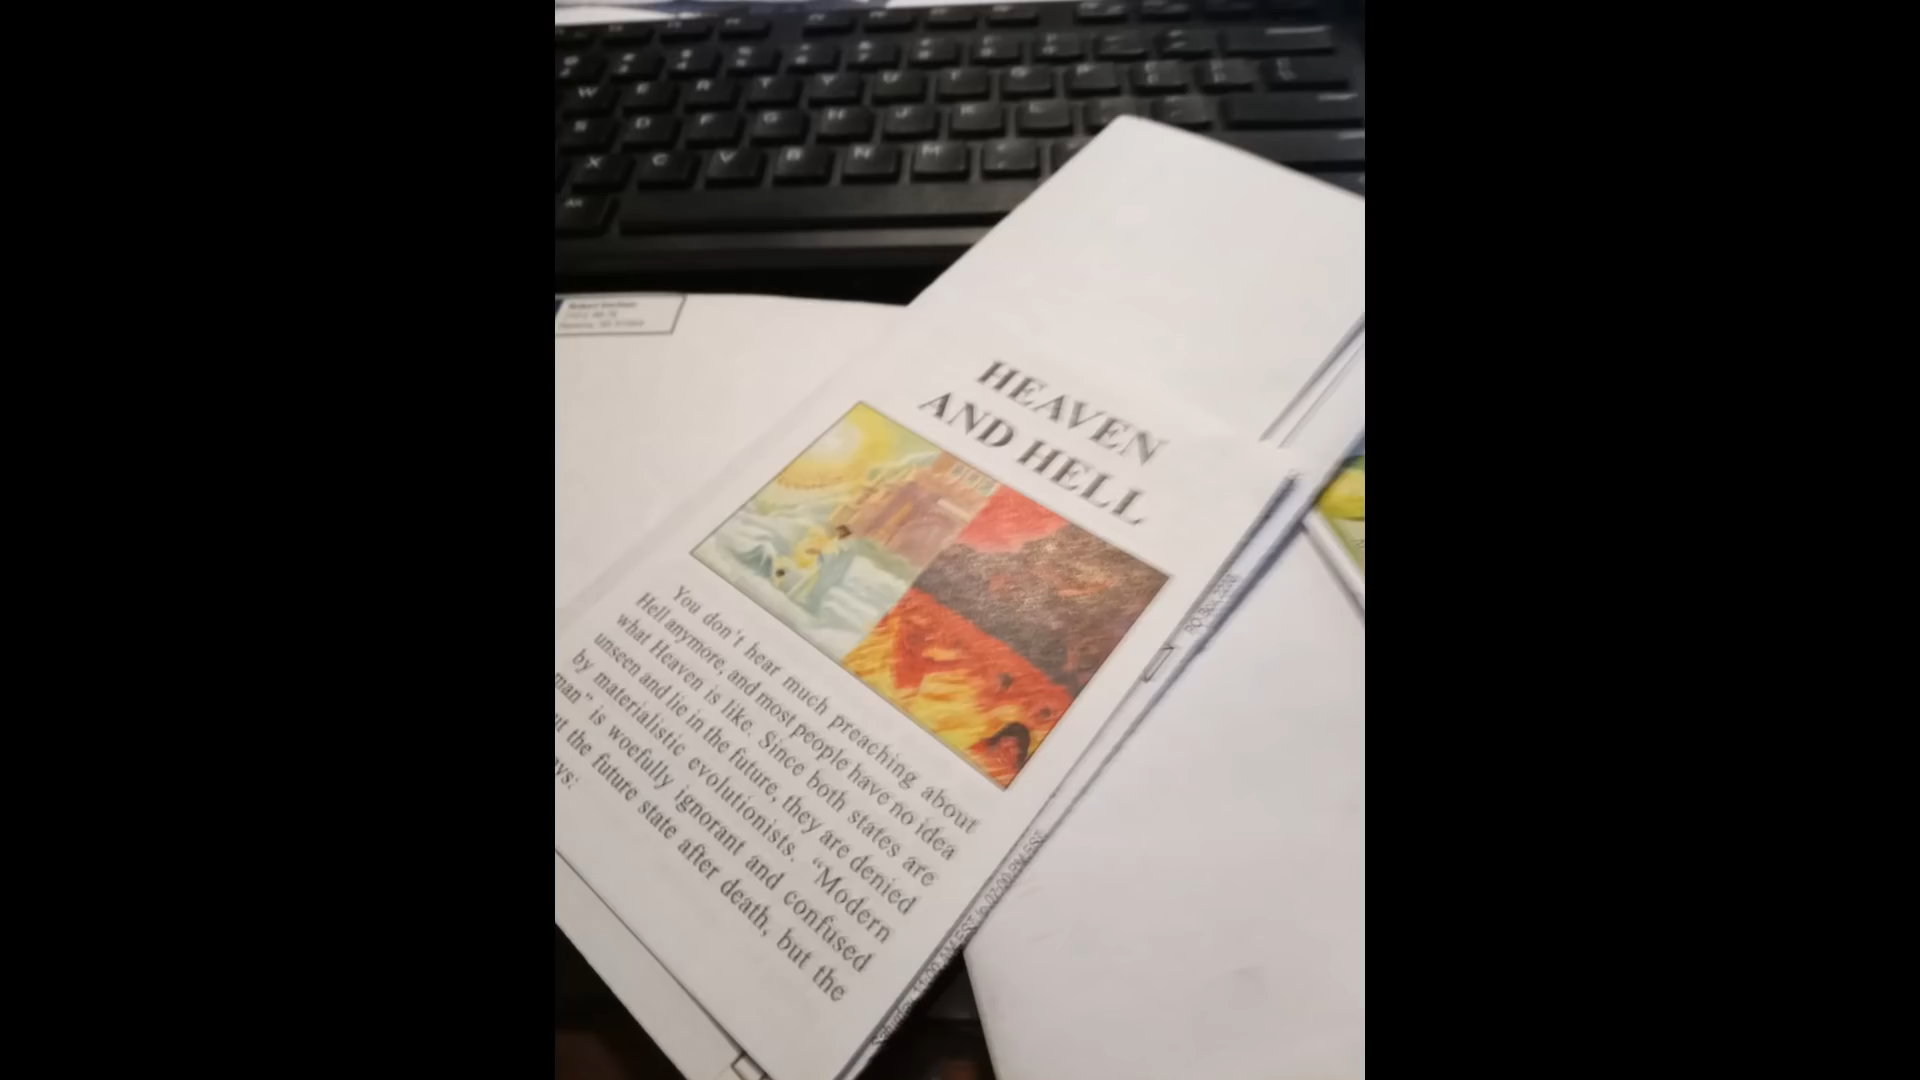 W E R T Y U I O P
S D F G H J K L
X C V B N M
HEAVEN
AND HELL
You don't hear much preaching about
Hell anymore, and most people have no idea
what Heaven is like. Since both states are
unseen and lie in the future, they are denied
by materialistic evolutionists. "Modern
man" is woefully ignorant and confused
the future state after death, but the